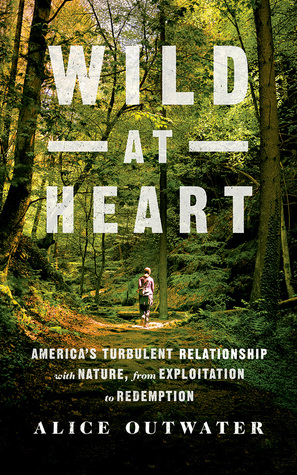 WILD
AT
HEART
AMERICA'S TURBULENT RELATIONSHIP
with NATURE, from EXPLOITATION
to REDEMPTION
ALICE OUTWATER